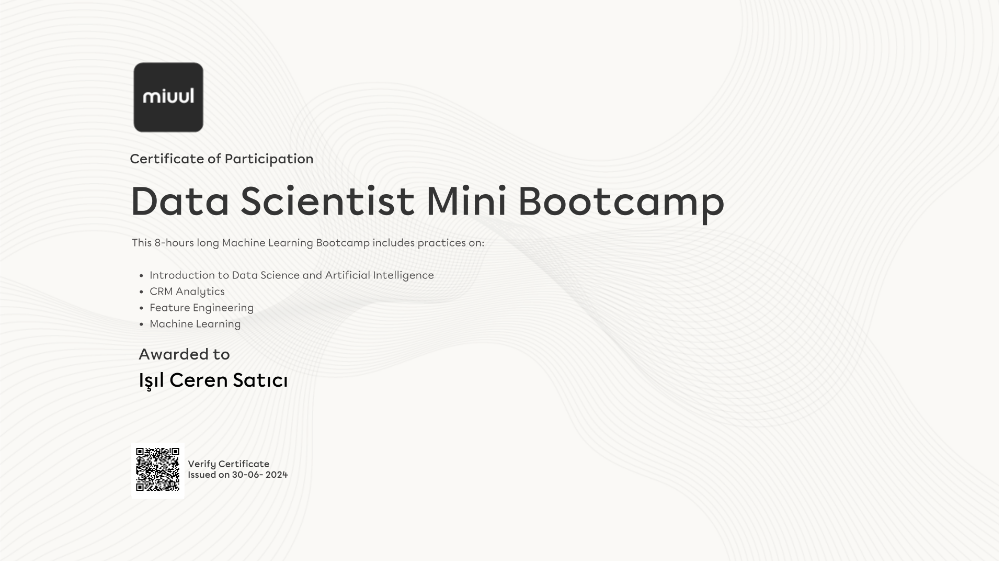 miuul
Certificate of Participation
Data Scientist Mini Bootcamp
This 8-hours long Machine Learning Bootcamp includes practices on:
• Introduction to Data Science and Artificial Intelligence
• CRM Analytics
• Feature Engineering
• Machine Learning
Awarded to
Işıl Ceren Satıcı
Verify Certificate
Issued on 30-06- 2024